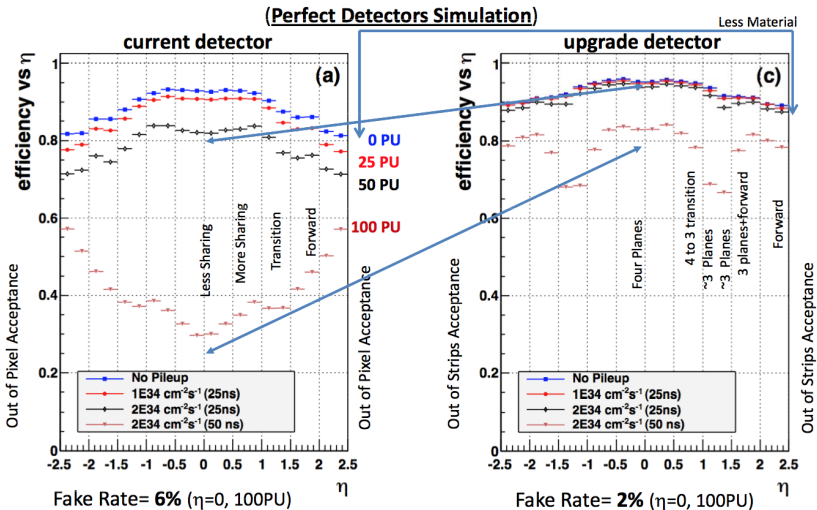 (Perfect Detectors Simulation)
Less Material
current detector
upgrade detector
efficiency vs η
1
0.8
0.6
0.4
0.2
0
(a)
0 PU
25 PU
50 PU
100 PU
Less Sharing
More Sharing
Transition
Forward
Out of Pixel Acceptance
Out of Pixel Acceptance
No Pileup
1E34 cm⁻²s⁻¹ (25ns)
2E34 cm⁻²s⁻¹ (25ns)
2E34 cm⁻²s⁻¹ (50 ns)
-2.5 -2 -1.5 -1 -0.5 0 0.5 1 1.5 2 2.5
η
Fake Rate= 6% (η=0, 100PU)
efficiency vs η
1
0.8
0.6
0.4
0.2
0
(c)
Four Planes
4 to 3 transition
~3 Planes
~3 Planes
3 planes+forward
Forward
Out of Strips Acceptance
Out of Strips Acceptance
No Pileup
1E34 cm⁻²s⁻¹ (25ns)
2E34 cm⁻²s⁻¹ (25ns)
2E34 cm⁻²s⁻¹ (50 ns)
-2.5 -2 -1.5 -1 -0.5 0 0.5 1 1.5 2 2.5
η
Fake Rate= 2% (η=0, 100PU)